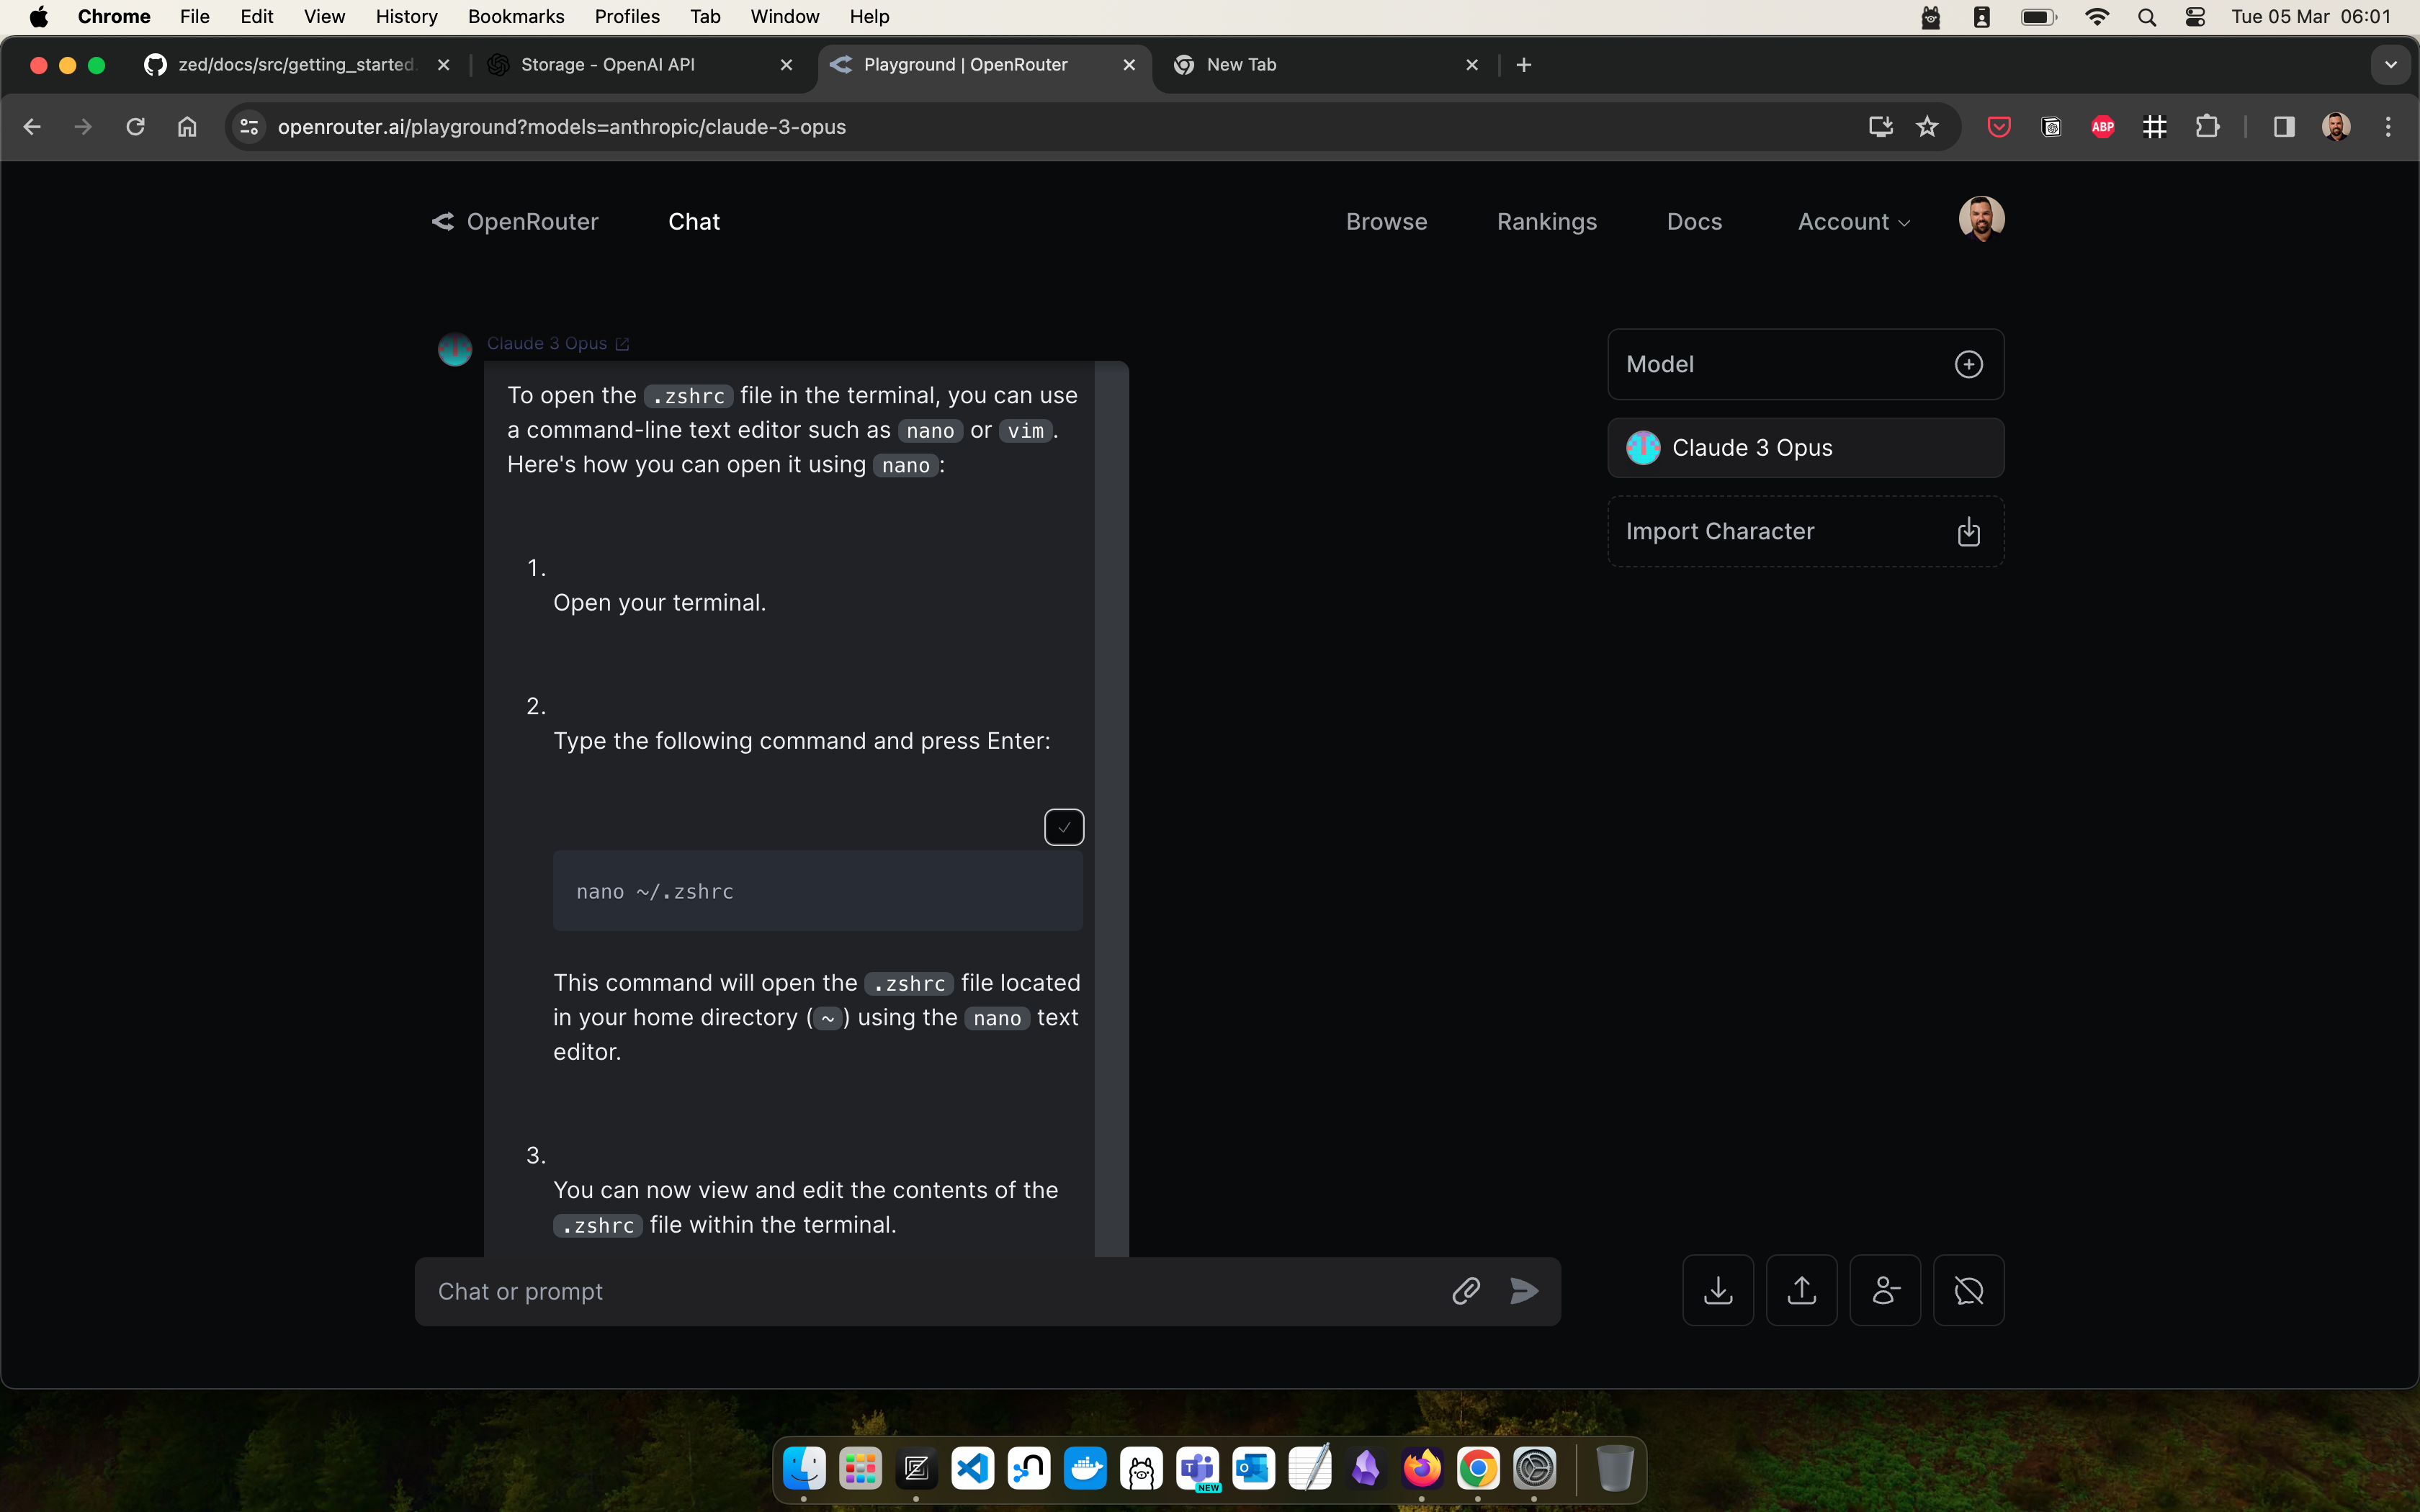 Chrome File Edit View History Bookmarks Profiles Tab Window Help Tue 05 Mar 06:01
zed/docs/src/getting_started. Storage - OpenAI API Playground | OpenRouter New Tab
openrouter.ai/playground?models=anthropic/claude-3-opus ABP
OpenRouter Chat Browse Rankings Docs Account
Claude 3 Opus
To open the .zshrc file in the terminal, you can use
a command-line text editor such as nano or vim.
Here's how you can open it using nano:
1.
Open your terminal.
2.
Type the following command and press Enter:
nano ~/.zshrc
This command will open the .zshrc file located
in your home directory (~) using the nano text
editor.
3.
You can now view and edit the contents of the
.zshrc file within the terminal.
Model
Claude 3 Opus
Import Character
Chat or prompt
NEW